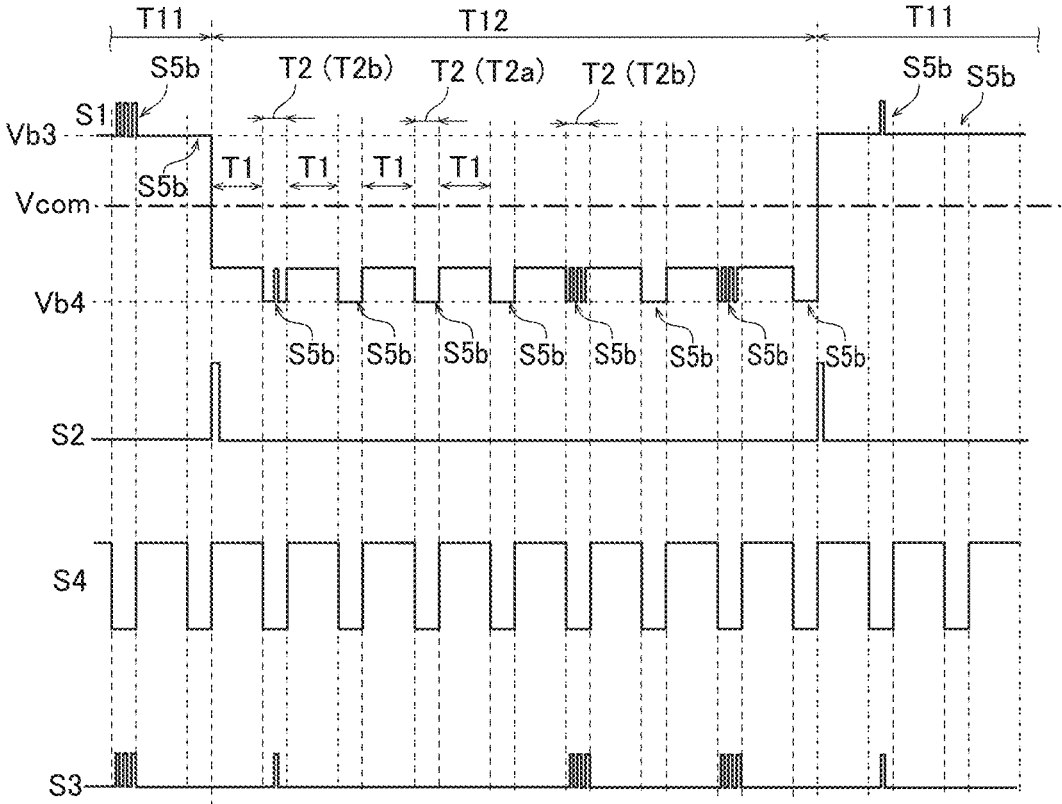 T11 T12 T11
S5b T2 (T2b) T2 (T2a) T2 (T2b) S5b S5b
S1
Vb3
S5b T1 T1 T1 T1
Vcom
Vb4
S5b S5b S5b S5b S5b S5b S5b S5b
S2
S4
S3